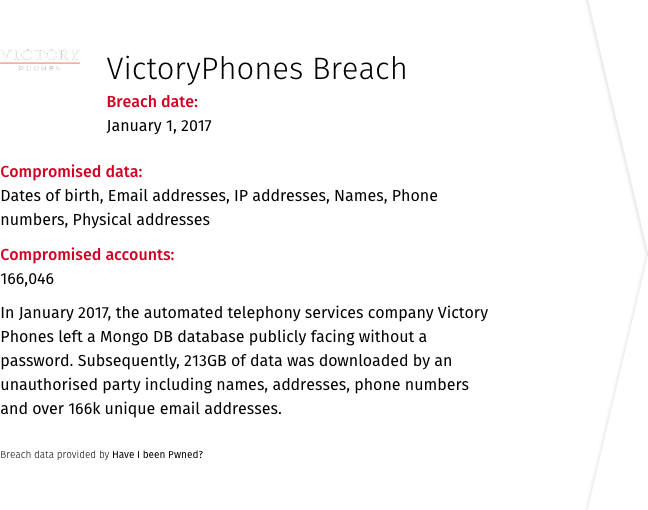 VICTORY
PHONES
VictoryPhones Breach
Breach date:
January 1, 2017
Compromised data:
Dates of birth, Email addresses, IP addresses, Names, Phone
numbers, Physical addresses
Compromised accounts:
166,046
In January 2017, the automated telephony services company Victory
Phones left a Mongo DB database publicly facing without a
password. Subsequently, 213GB of data was downloaded by an
unauthorised party including names, addresses, phone numbers
and over 166k unique email addresses.
Breach data provided by Have I been Pwned?